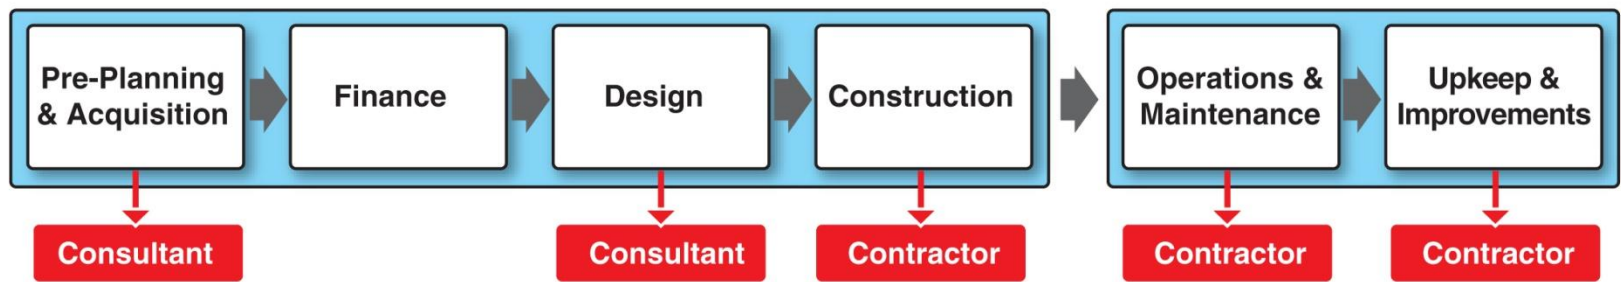 Pre-Planning
& Acquisition
Finance
Design
Construction
Operations &
Maintenance
Upkeep &
Improvements
Consultant
Consultant
Contractor
Contractor
Contractor